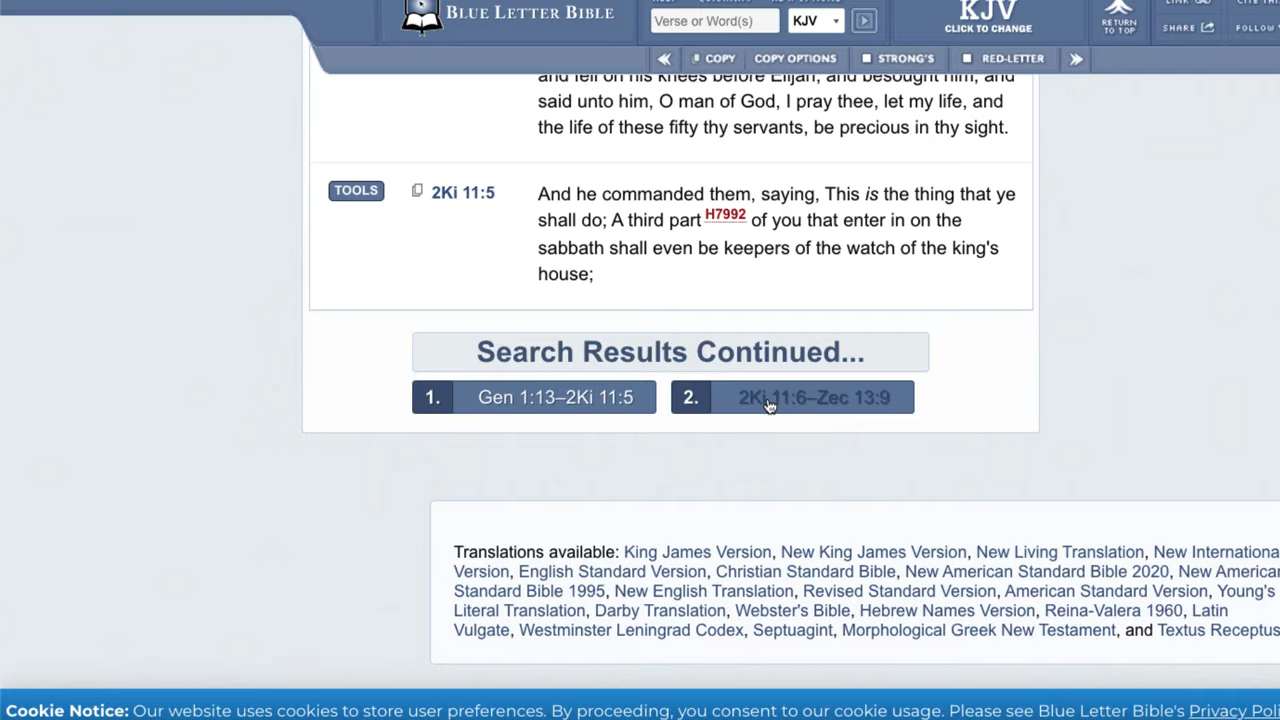 BLUE LETTER BIBLE
Verse or Word(s)
KJV
KJV
CLICK TO CHANGE
RETURN
TO TOP
SHARE
FOLLOW
COPY
COPY OPTIONS
STRONG'S
RED-LETTER
and fell on his knees before Elijah, and besought him, and
said unto him, O man of God, I pray thee, let my life, and
the life of these fifty thy servants, be precious in thy sight.
TOOLS
2Ki 11:5
And he commanded them, saying, This is the thing that ye
shall do; A third part H7992 of you that enter in on the
sabbath shall even be keepers of the watch of the king's
house;
Search Results Continued...
1. Gen 1:13–2Ki 11:5
2. 2Ki 11:6–Zec 13:9
Translations available: King James Version, New King James Version, New Living Translation, New Internationa
Version, English Standard Version, Christian Standard Bible, New American Standard Bible 2020, New American
Standard Bible 1995, New English Translation, Revised Standard Version, American Standard Version, Young's
Literal Translation, Darby Translation, Webster's Bible, Hebrew Names Version, Reina-Valera 1960, Latin
Vulgate, Westminster Leningrad Codex, Septuagint, Morphological Greek New Testament, and Textus Receptus
Cookie Notice: Our website uses cookies to store user preferences. By proceeding, you consent to our cookie usage. Please see Blue Letter Bible's Privacy Poli